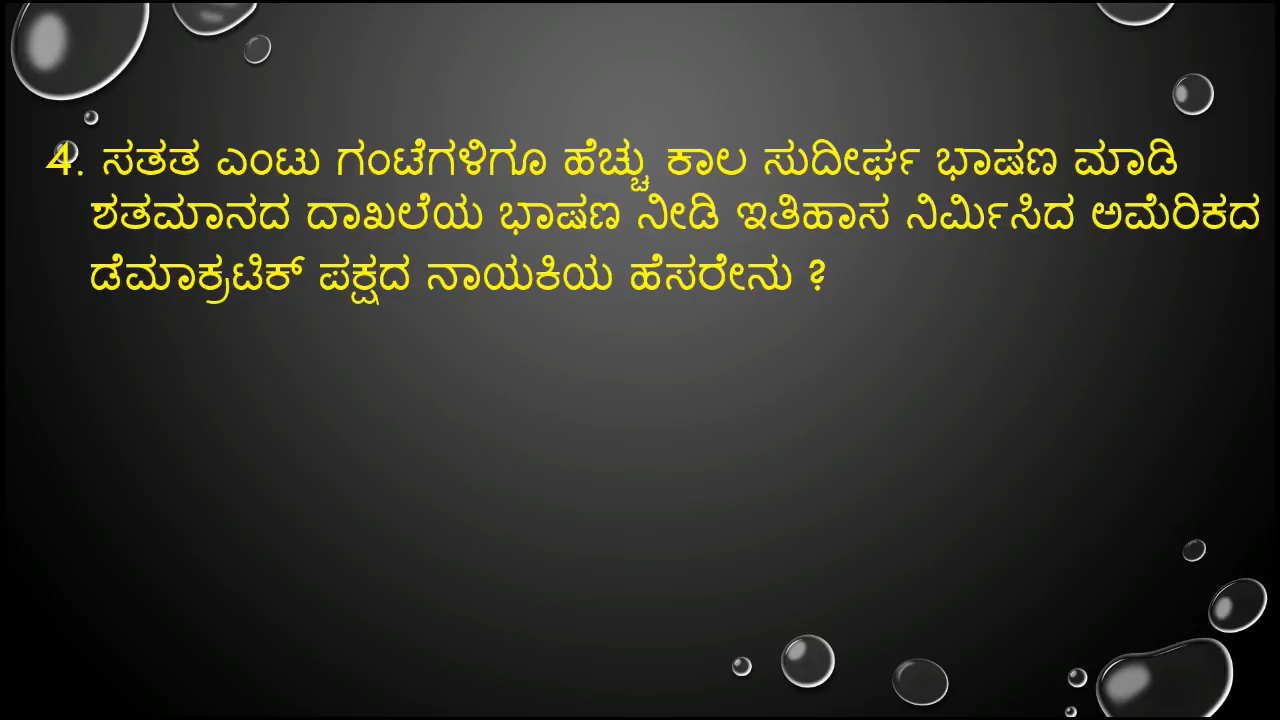 4. ಸತತ ಎಂಟು ಗಂಟೆಗಳಿಗೂ ಹೆಚ್ಚು ಕಾಲ ಸುದೀರ್ಘ ಭಾಷಣ ಮಾಡಿ
ಶತಮಾನದ ದಾಖಲೆಯ ಭಾಷಣ ನೀಡಿ ಇತಿಹಾಸ ನಿರ್ಮಿಸಿದ ಅಮೆರಿಕದ
ಡೆಮಾಕ್ರಟಿಕ್ ಪಕ್ಷದ ನಾಯಕಿಯ ಹೆಸರೇನು ?